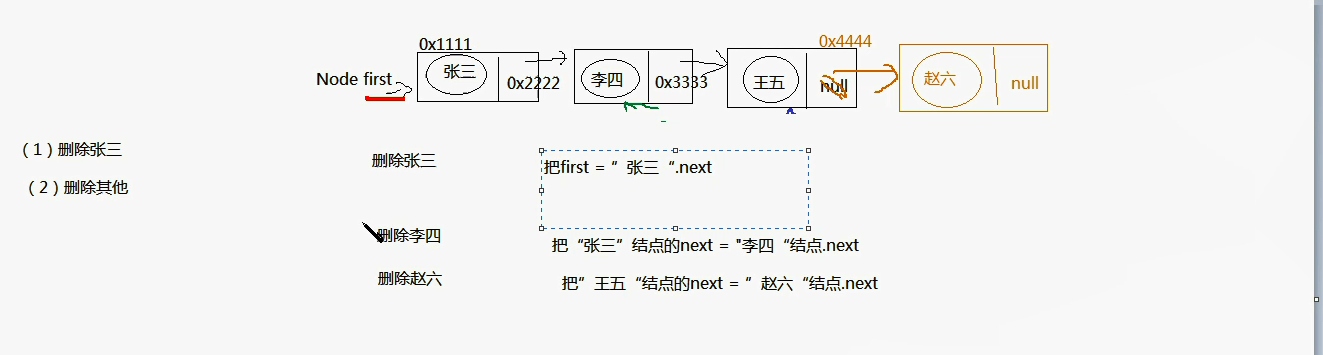 0x1111
0x4444
Node first
张三
0x2222
李四
0x3333
王五
null
赵六
null
（1）删除张三
（2）删除其他
删除张三
把first = ”张三“.next
删除李四
把“张三”结点的next = "李四“结点.next
删除赵六
把”王五“结点的next = ”赵六“结点.next